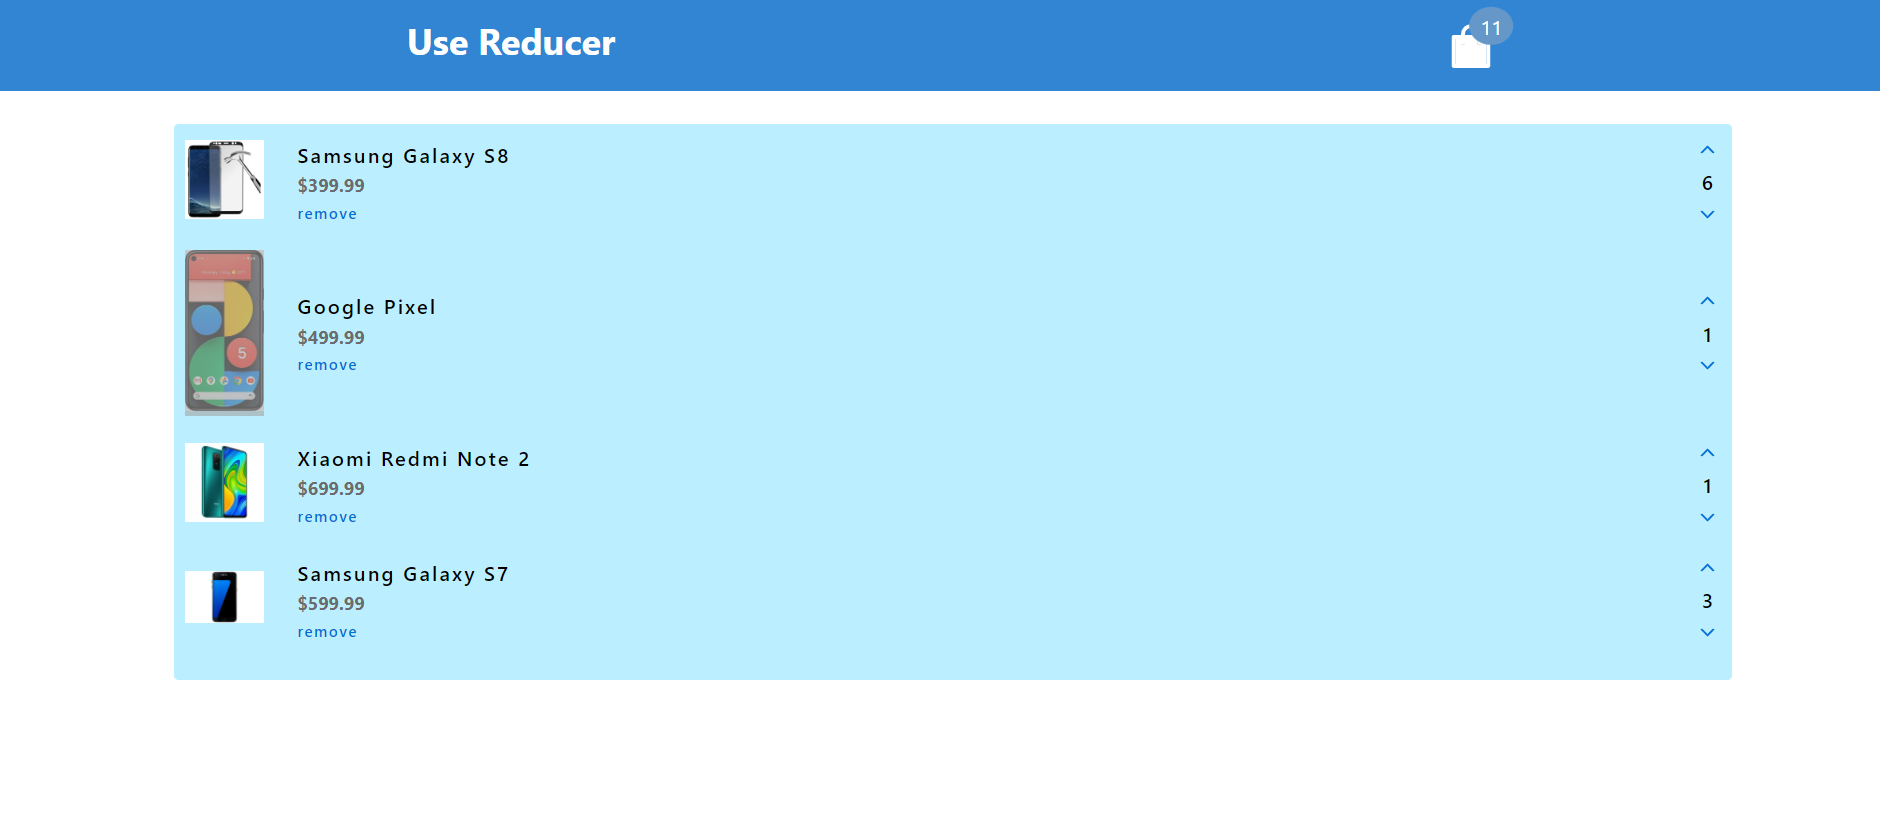 Use Reducer
11
Samsung Galaxy S8
$399.99
remove
6
Google Pixel
$499.99
remove
1
5
Xiaomi Redmi Note 2
$699.99
remove
1
Samsung Galaxy S7
$599.99
remove
3